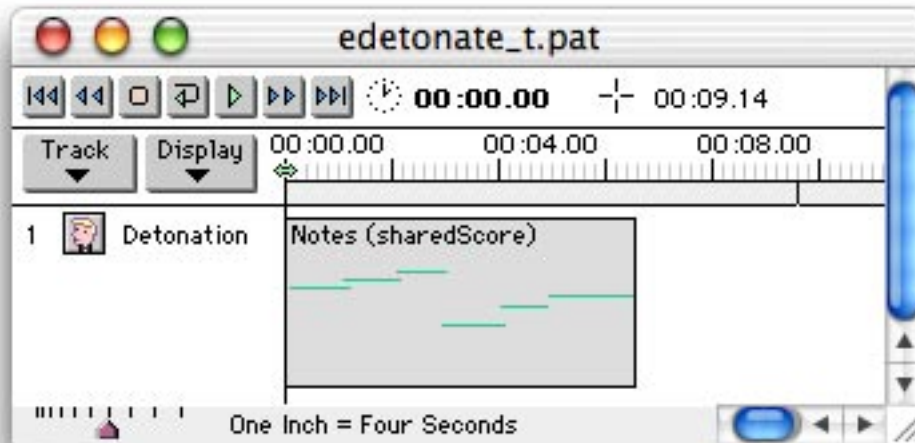 edetonate_t.pat
00:00.00 00:09.14
Track Display 00:00.00 00:04.00 00:08.00
1 Detonation Notes (sharedScore)
One Inch = Four Seconds